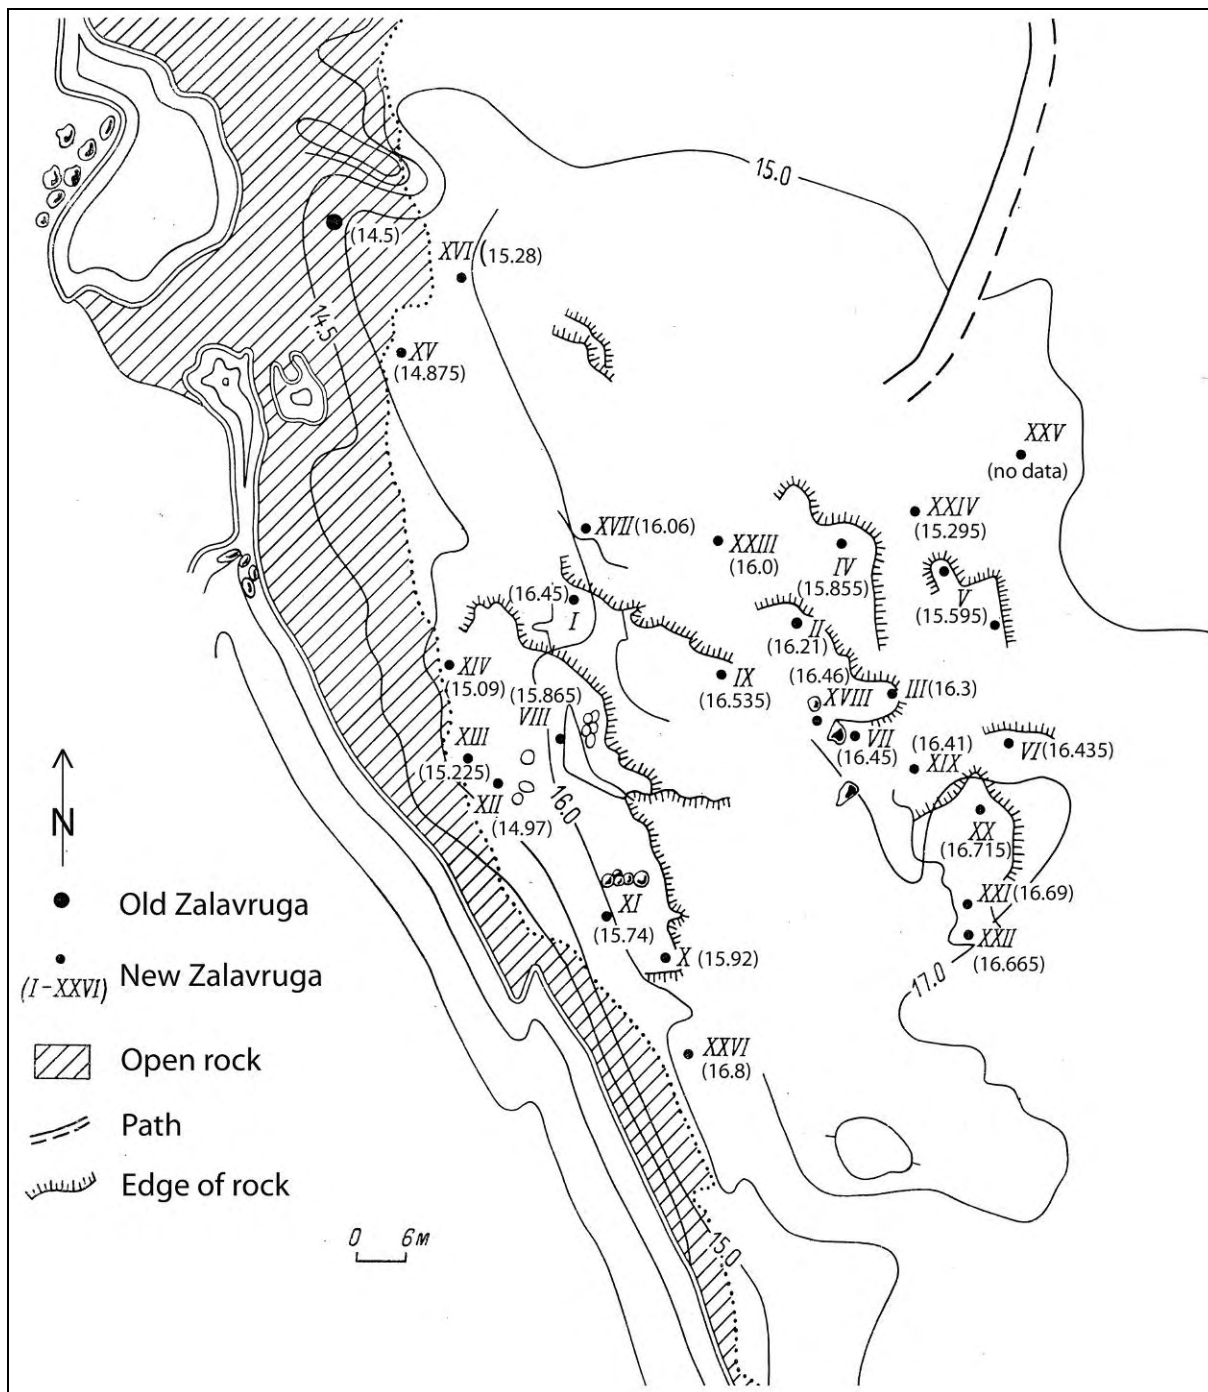 15.0
(14.5)
XVI (15.28)
14.5
XV
(14.875)
XXV
(no data)
XXIV
(15.295)
XVII (16.06)
XXIII
(16.0)
IV
(15.855)
V
(15.595)
(16.45)
I
II
(16.21)
XIV
(15.09)
(15.865)
VIII
IX
(16.535)
(16.46)
XVIII
III (16.3)
XIII
(15.225)
XII
(14.97)
16.0
VII
(16.45)
(16.41)
XIX
VI (16.435)
XX
(16.715)
XXI (16.69)
XXII
(16.665)
XI
(15.74)
X (15.92)
17.0
XXVI
(16.8)
15.0
N
Old Zalavruga
New Zalavruga
(I-XXVI)
Open rock
Path
Edge of rock
0 6 м